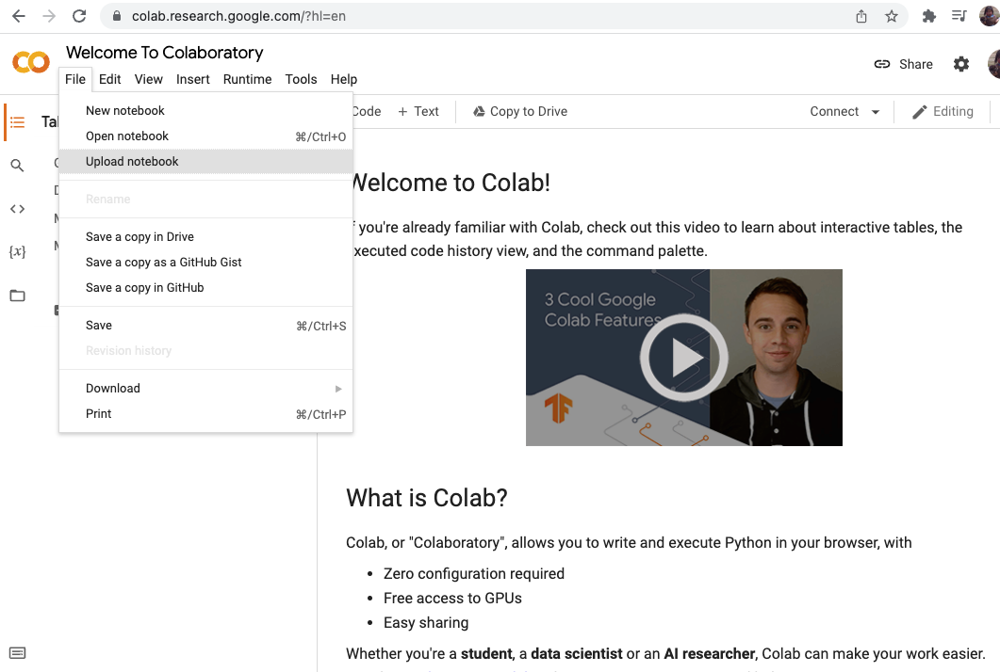 colab.research.google.com/?hl=en
Welcome To Colaboratory
File Edit View Insert Runtime Tools Help
Share
Code + Text Copy to Drive
Connect
Editing
New notebook
Open notebook ⌘/Ctrl+O
Upload notebook
Rename
Save a copy in Drive
Save a copy as a GitHub Gist
Save a copy in GitHub
Save ⌘/Ctrl+S
Revision history
Download
Print ⌘/Ctrl+P
Welcome to Colab!
If you're already familiar with Colab, check out this video to learn about interactive tables, the
executed code history view, and the command palette.
3 Cool Google
Colab Features
What is Colab?
Colab, or "Colaboratory", allows you to write and execute Python in your browser, with
• Zero configuration required
• Free access to GPUs
• Easy sharing
Whether you're a student, a data scientist or an AI researcher, Colab can make your work easier.